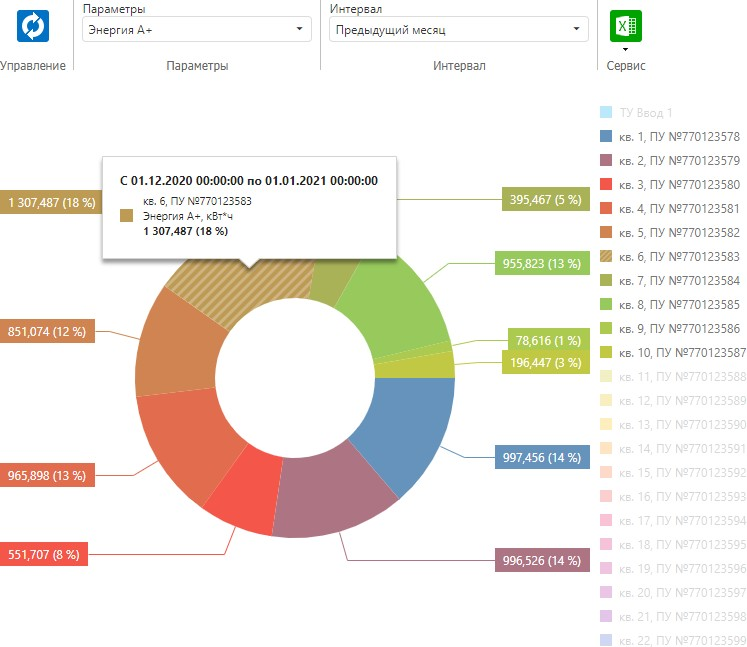 Параметры
Интервал
Энергия А+
Предыдущий месяц
Управление
Параметры
Интервал
Сервис
С 01.12.2020 00:00:00 по 01.01.2021 00:00:00
кв. 6, ПУ №770123583
Энергия А+, кВт*ч
1 307,487 (18 %)
1 307,487 (18 %)
395,467 (5 %)
955,823 (13 %)
851,074 (12 %)
78,616 (1 %)
196,447 (3 %)
997,456 (14 %)
965,898 (13 %)
551,707 (8 %)
996,526 (14 %)
ТУ Ввод 1
кв. 1, ПУ №770123578
кв. 2, ПУ №770123579
кв. 3, ПУ №770123580
кв. 4, ПУ №770123581
кв. 5, ПУ №770123582
кв. 6, ПУ №770123583
кв. 7, ПУ №770123584
кв. 8, ПУ №770123585
кв. 9, ПУ №770123586
кв. 10, ПУ №770123587
кв. 11, ПУ №770123588
кв. 12, ПУ №770123589
кв. 13, ПУ №770123590
кв. 14, ПУ №770123591
кв. 15, ПУ №770123592
кв. 16, ПУ №770123593
кв. 17, ПУ №770123594
кв. 18, ПУ №770123595
кв. 19, ПУ №770123596
кв. 20, ПУ №770123597
кв. 21, ПУ №770123598
кв. 22, ПУ №770123599